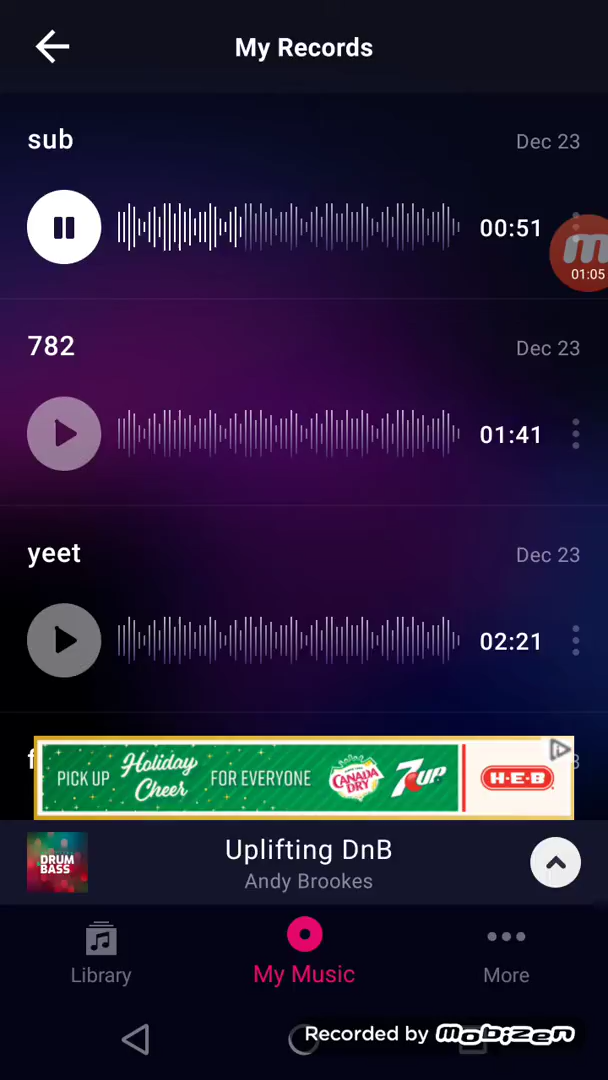 My Records
sub
Dec 23
00:51
m
01:05
782
Dec 23
01:41
yeet
Dec 23
02:21
f
3
PICK UP Holiday Cheer FOR EVERYONE CANADA DRY 7UP H-E-B
DRUM
BASS
Uplifting DnB
Andy Brookes
Library
My Music
More
Recorded by mobizen